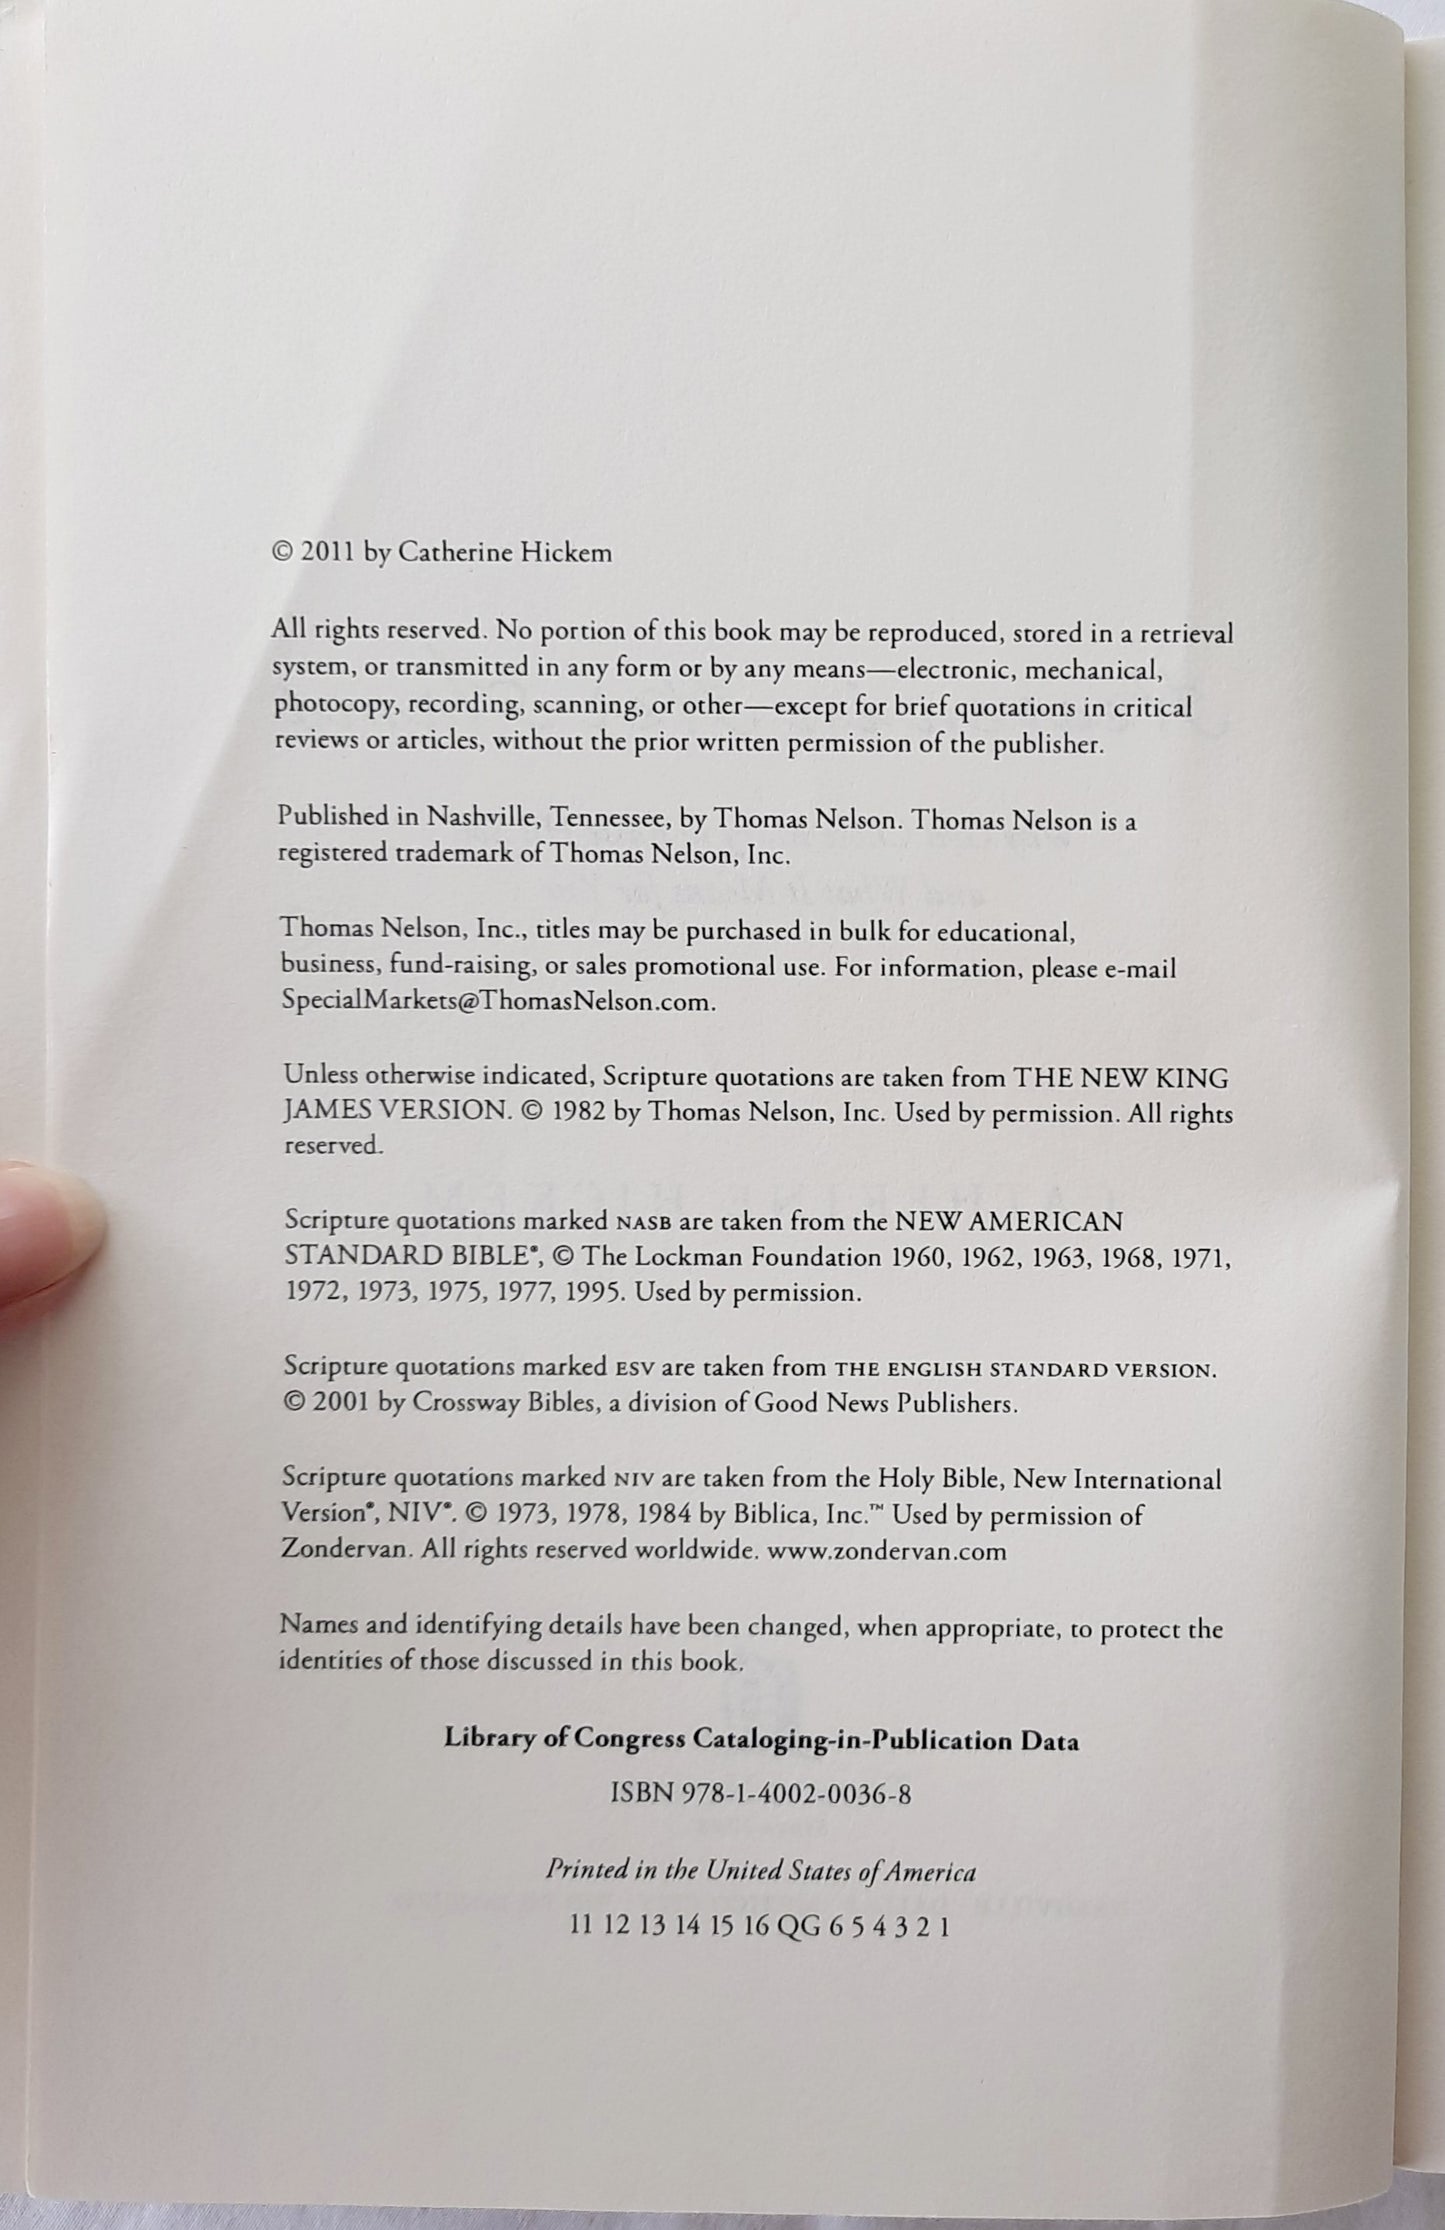 © 2011 by Catherine Hickem
All rights reserved. No portion of this book may be reproduced, stored in a retrieval
system, or transmitted in any form or by any means—electronic, mechanical,
photocopy, recording, scanning, or other—except for brief quotations in critical
reviews or articles, without the prior written permission of the publisher.
Published in Nashville, Tennessee, by Thomas Nelson. Thomas Nelson is a
registered trademark of Thomas Nelson, Inc.
Thomas Nelson, Inc., titles may be purchased in bulk for educational,
business, fund-raising, or sales promotional use. For information, please e-mail
SpecialMarkets@ThomasNelson.com.
Unless otherwise indicated, Scripture quotations are taken from THE NEW KING
JAMES VERSION. © 1982 by Thomas Nelson, Inc. Used by permission. All rights
reserved.
Scripture quotations marked NASB are taken from the NEW AMERICAN
STANDARD BIBLE®, © The Lockman Foundation 1960, 1962, 1963, 1968, 1971,
1972, 1973, 1975, 1977, 1995. Used by permission.
Scripture quotations marked ESV are taken from THE ENGLISH STANDARD VERSION.
© 2001 by Crossway Bibles, a division of Good News Publishers.
Scripture quotations marked NIV are taken from the Holy Bible, New International
Version®, NIV®. © 1973, 1978, 1984 by Biblica, Inc.™ Used by permission of
Zondervan. All rights reserved worldwide. www.zondervan.com
Names and identifying details have been changed, when appropriate, to protect the
identities of those discussed in this book.
Library of Congress Cataloging-in-Publication Data
ISBN 978-1-4002-0036-8
Printed in the United States of America
11 12 13 14 15 16 QG 6 5 4 3 2 1